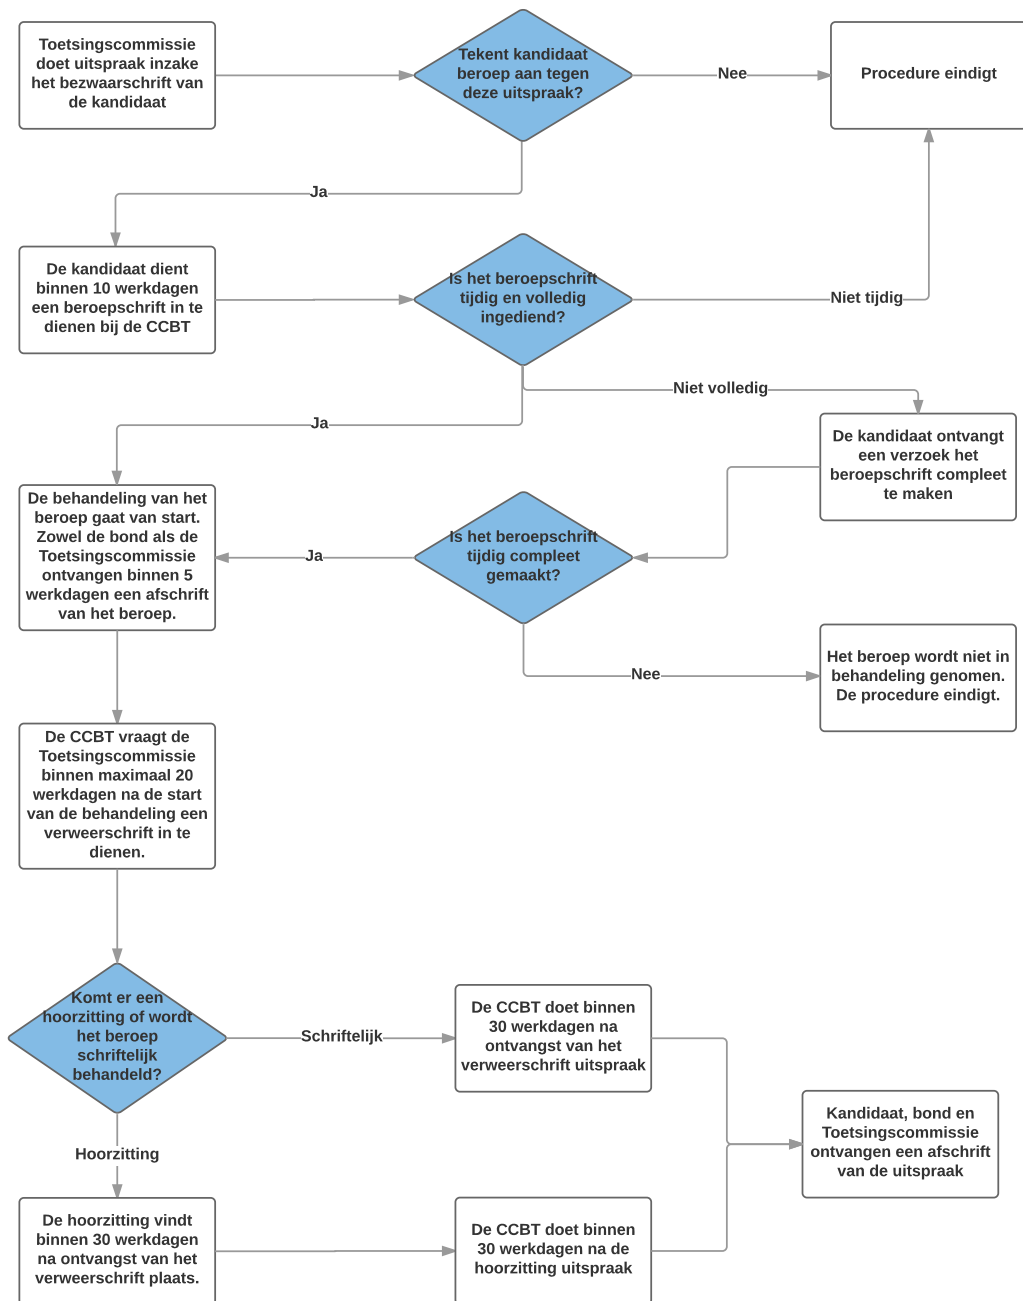 Toetsingscommissie
doet uitspraak inzake
het bezwaarschrift van
de kandidaat
Tekent kandidaat
beroep aan tegen
deze uitspraak?
Nee
Procedure eindigt
Ja
De kandidaat dient
binnen 10 werkdagen
een beroepschrift in te
dienen bij de CCBT
Is het beroepschrift
tijdig en volledig
ingediend?
Niet tijdig
Niet volledig
Ja
De kandidaat ontvangt
een verzoek het
beroepschrift compleet
te maken
De behandeling van het
beroep gaat van start.
Zowel de bond als de
Toetsingscommissie
ontvangen binnen 5
werkdagen een afschrift
van het beroep.
Ja
Is het beroepschrift
tijdig compleet
gemaakt?
Nee
Het beroep wordt niet in
behandeling genomen.
De procedure eindigt.
De CCBT vraagt de
Toetsingscommissie
binnen maximaal 20
werkdagen na de start
van de behandeling een
verweerschrift in te
dienen.
Komt er een
hoorzitting of wordt
het beroep
schriftelijk
behandeld?
Schriftelijk
De CCBT doet binnen
30 werkdagen na
ontvangst van het
verweerschrift uitspraak
Kandidaat, bond en
Toetsingscommissie
ontvangen een afschrift
van de uitspraak
Hoorzitting
De hoorzitting vindt
binnen 30 werkdagen
na ontvangst van het
verweerschrift plaats.
De CCBT doet binnen
30 werkdagen na de
hoorzitting uitspraak